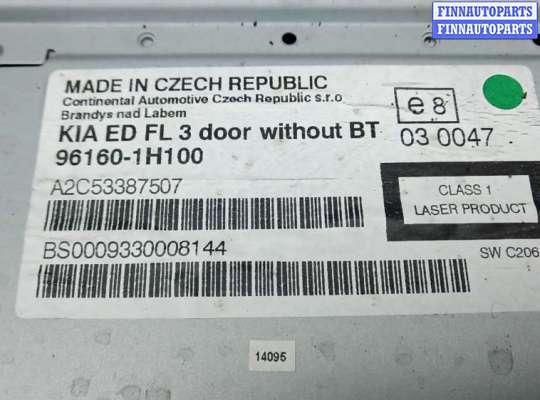 FINNAUTOPARTS
FINNAUTOPARTS
FINNAUTOPARTS
MADE IN CZECH REPUBLIC
Continental Automotive Czech Republic s.r.o
Brandys nad Labem
KIA ED FL 3 door without BT
96160-1H100
e8
03 0047
A2C53387507
CLASS 1
LASER PRODUCT
BS0009330008144
SW C206
14095